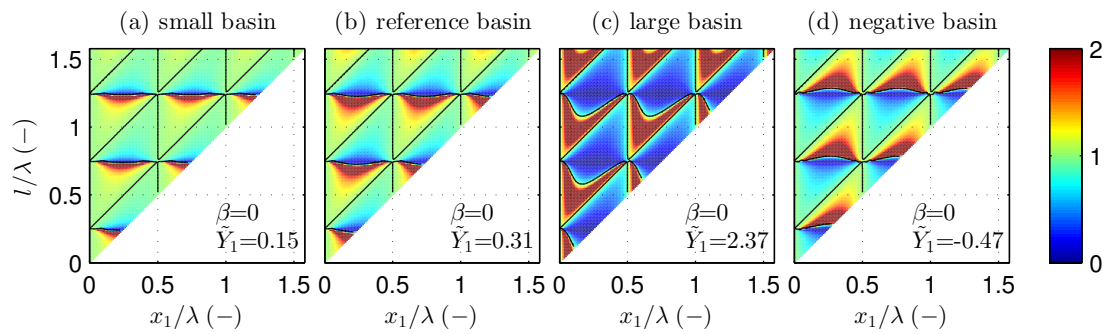 (a) small basin
(b) reference basin
(c) large basin
(d) negative basin
l/λ (−)
1.5
1
0.5
0
β=0
Ỹ₁=0.15
β=0
Ỹ₁=0.31
β=0
Ỹ₁=2.37
β=0
Ỹ₁=-0.47
2
1
0
0 0.5 1 1.5
0 0.5 1 1.5
0 0.5 1 1.5
0 0.5 1 1.5
x₁/λ (−)
x₁/λ (−)
x₁/λ (−)
x₁/λ (−)